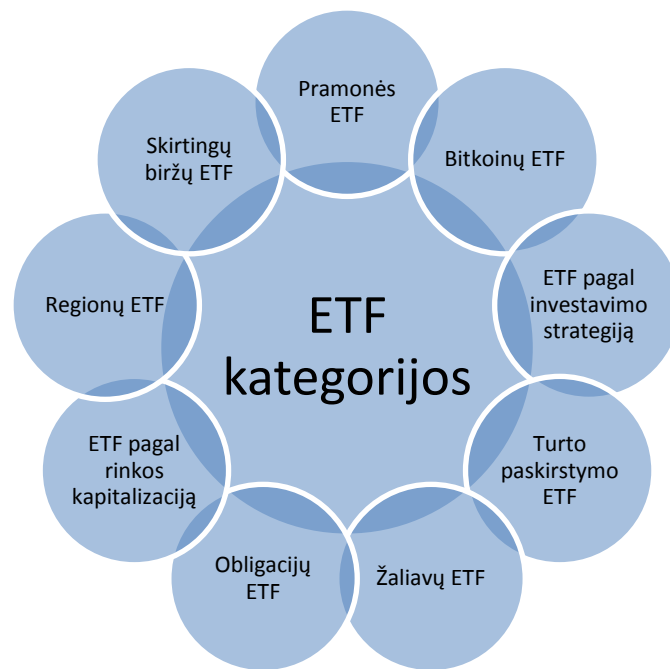 Pramonės
ETF
Bitkoinų ETF
ETF pagal
investavimo
strategiją
Turto
paskirstymo
ETF
Žaliavų ETF
Obligacijų
ETF
ETF pagal
rinkos
kapitalizaciją
Regionų ETF
Skirtingų
biržų ETF
ETF
kategorijos